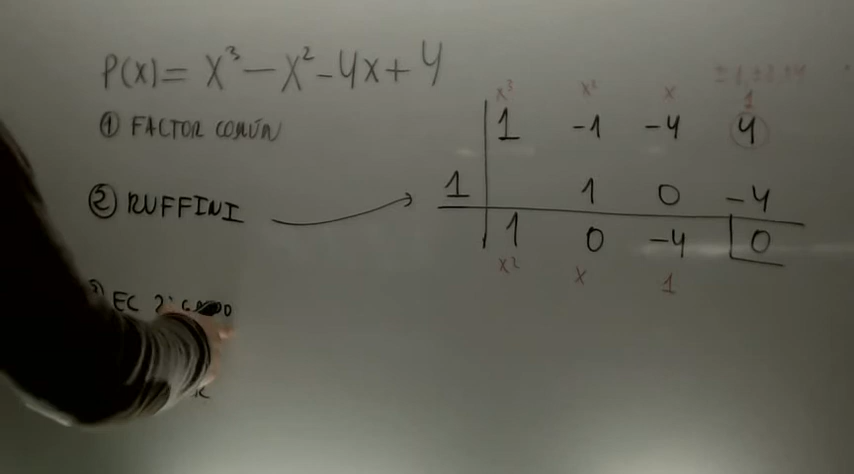 P(x)= x³-x²-4x+4
① FACTOR COMÚN
② RUFFINI
EC
x³ x² x 1
1 -1 -4 4
1 1 0 -4
1 0 -4 0
x² x 1